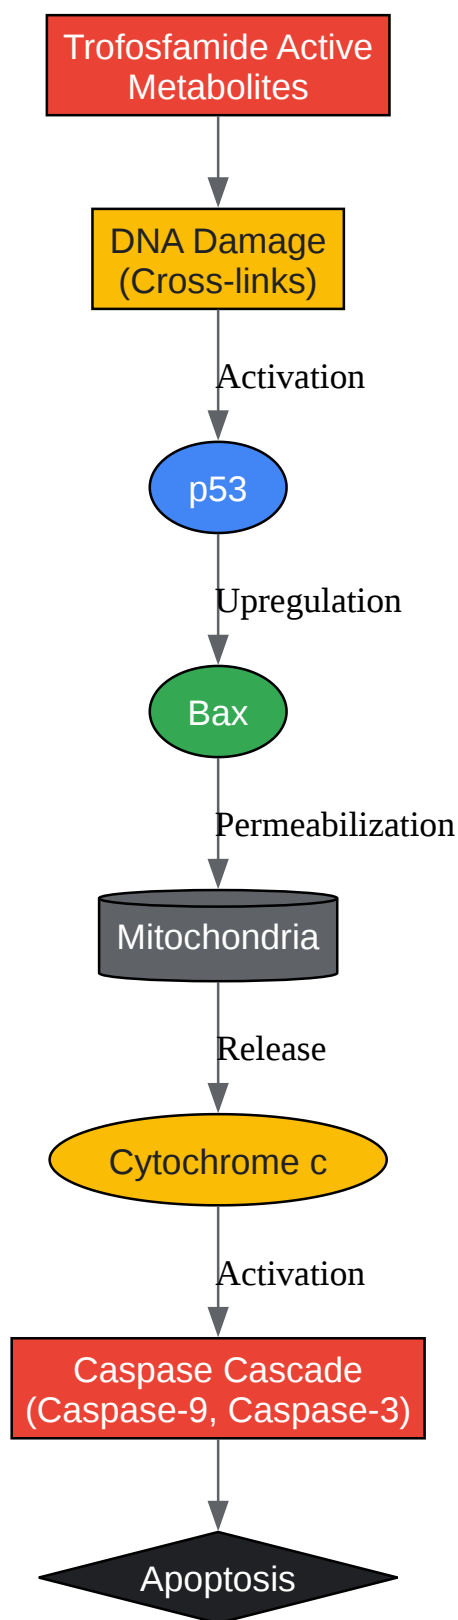 Trofosfamide Active
Metabolites
DNA Damage
(Cross-links)
Activation
p53
Upregulation
Bax
Permeabilization
Mitochondria
Release
Cytochrome c
Activation
Caspase Cascade
(Caspase-9, Caspase-3)
Apoptosis